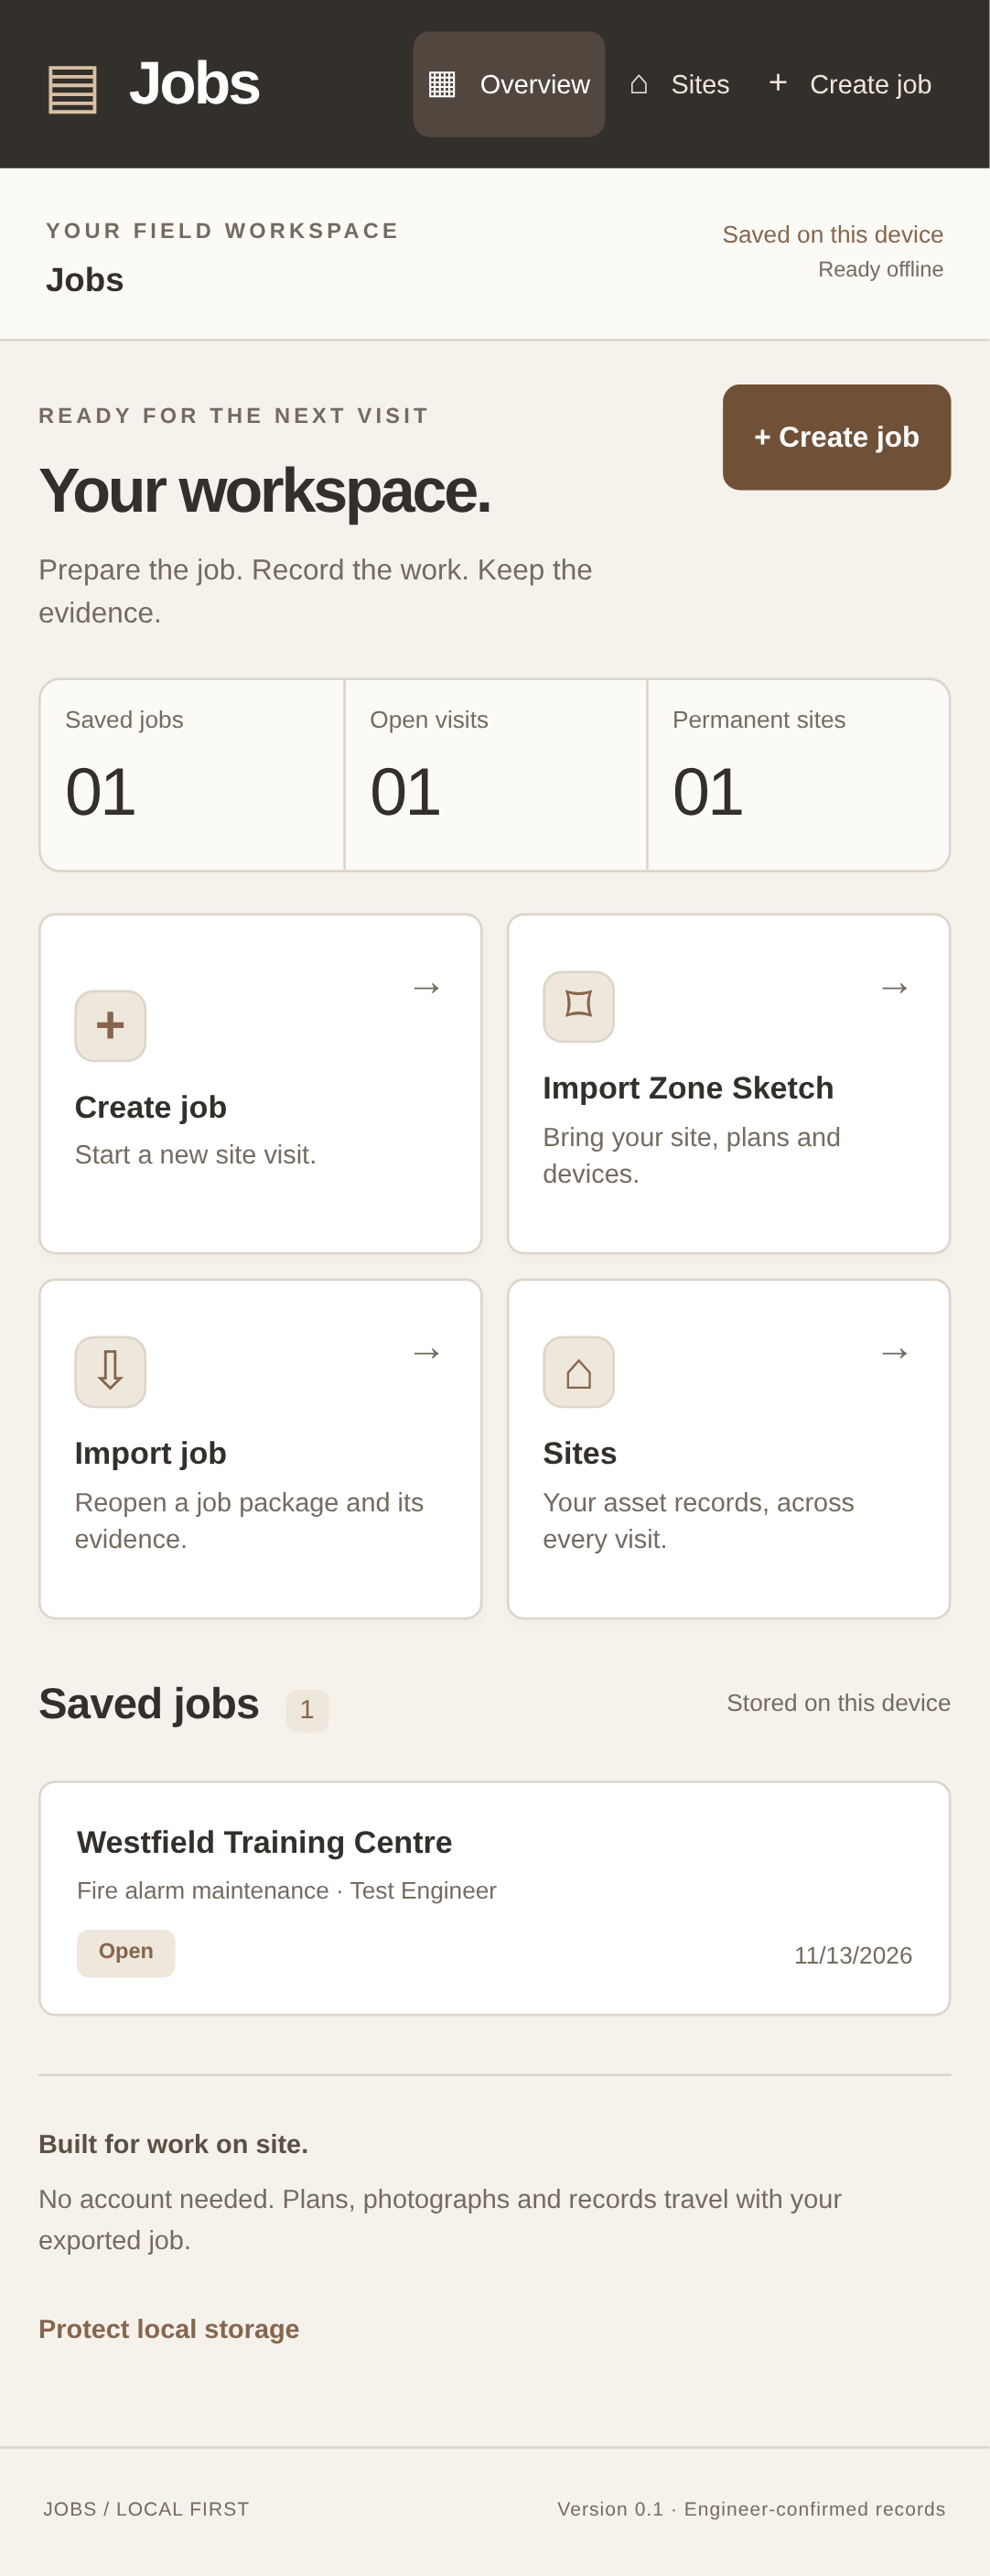 Jobs
Overview
Sites
+ Create job
YOUR FIELD WORKSPACE
Jobs
Saved on this device
Ready offline
READY FOR THE NEXT VISIT
+ Create job
Your workspace.
Prepare the job. Record the work. Keep the
evidence.
Saved jobs
01
Open visits
01
Permanent sites
01
+
→
Create job
Start a new site visit.
→
Import Zone Sketch
Bring your site, plans and
devices.
→
Import job
Reopen a job package and its
evidence.
→
Sites
Your asset records, across
every visit.
Saved jobs 1
Stored on this device
Westfield Training Centre
Fire alarm maintenance · Test Engineer
Open
11/13/2026
Built for work on site.
No account needed. Plans, photographs and records travel with your
exported job.
Protect local storage
JOBS / LOCAL FIRST
Version 0.1 · Engineer-confirmed records